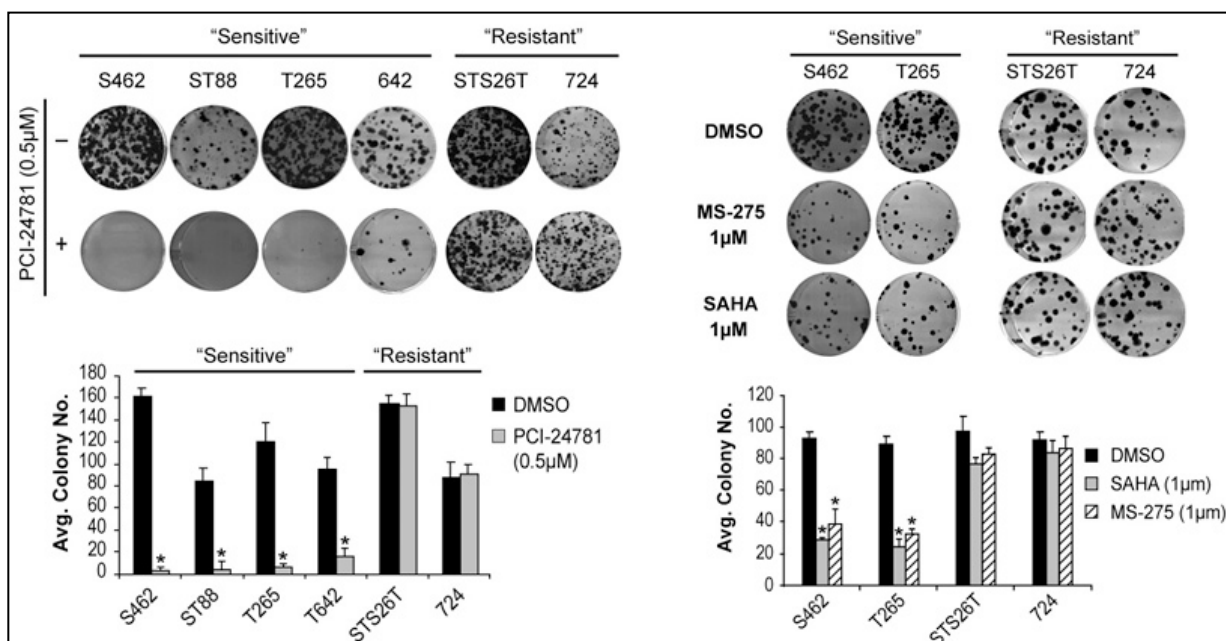 "Sensitive" "Resistant"
S462 ST88 T265 642 STS26T 724
PCI-24781 (0.5µM)
–
+
"Sensitive" "Resistant"
Avg. Colony No.
180
160
140
120
100
80
60
40
20
0
* * * *
DMSO
PCI-24781
(0.5µM)
S462 ST88 T265 T642 STS26T 724
"Sensitive" "Resistant"
S462 T265 STS26T 724
DMSO
MS-275
1µM
SAHA
1µM
Avg. Colony No.
120
100
80
60
40
20
0
* * * *
DMSO
SAHA (1µm)
MS-275 (1µm)
S462 T265 STS26T 724